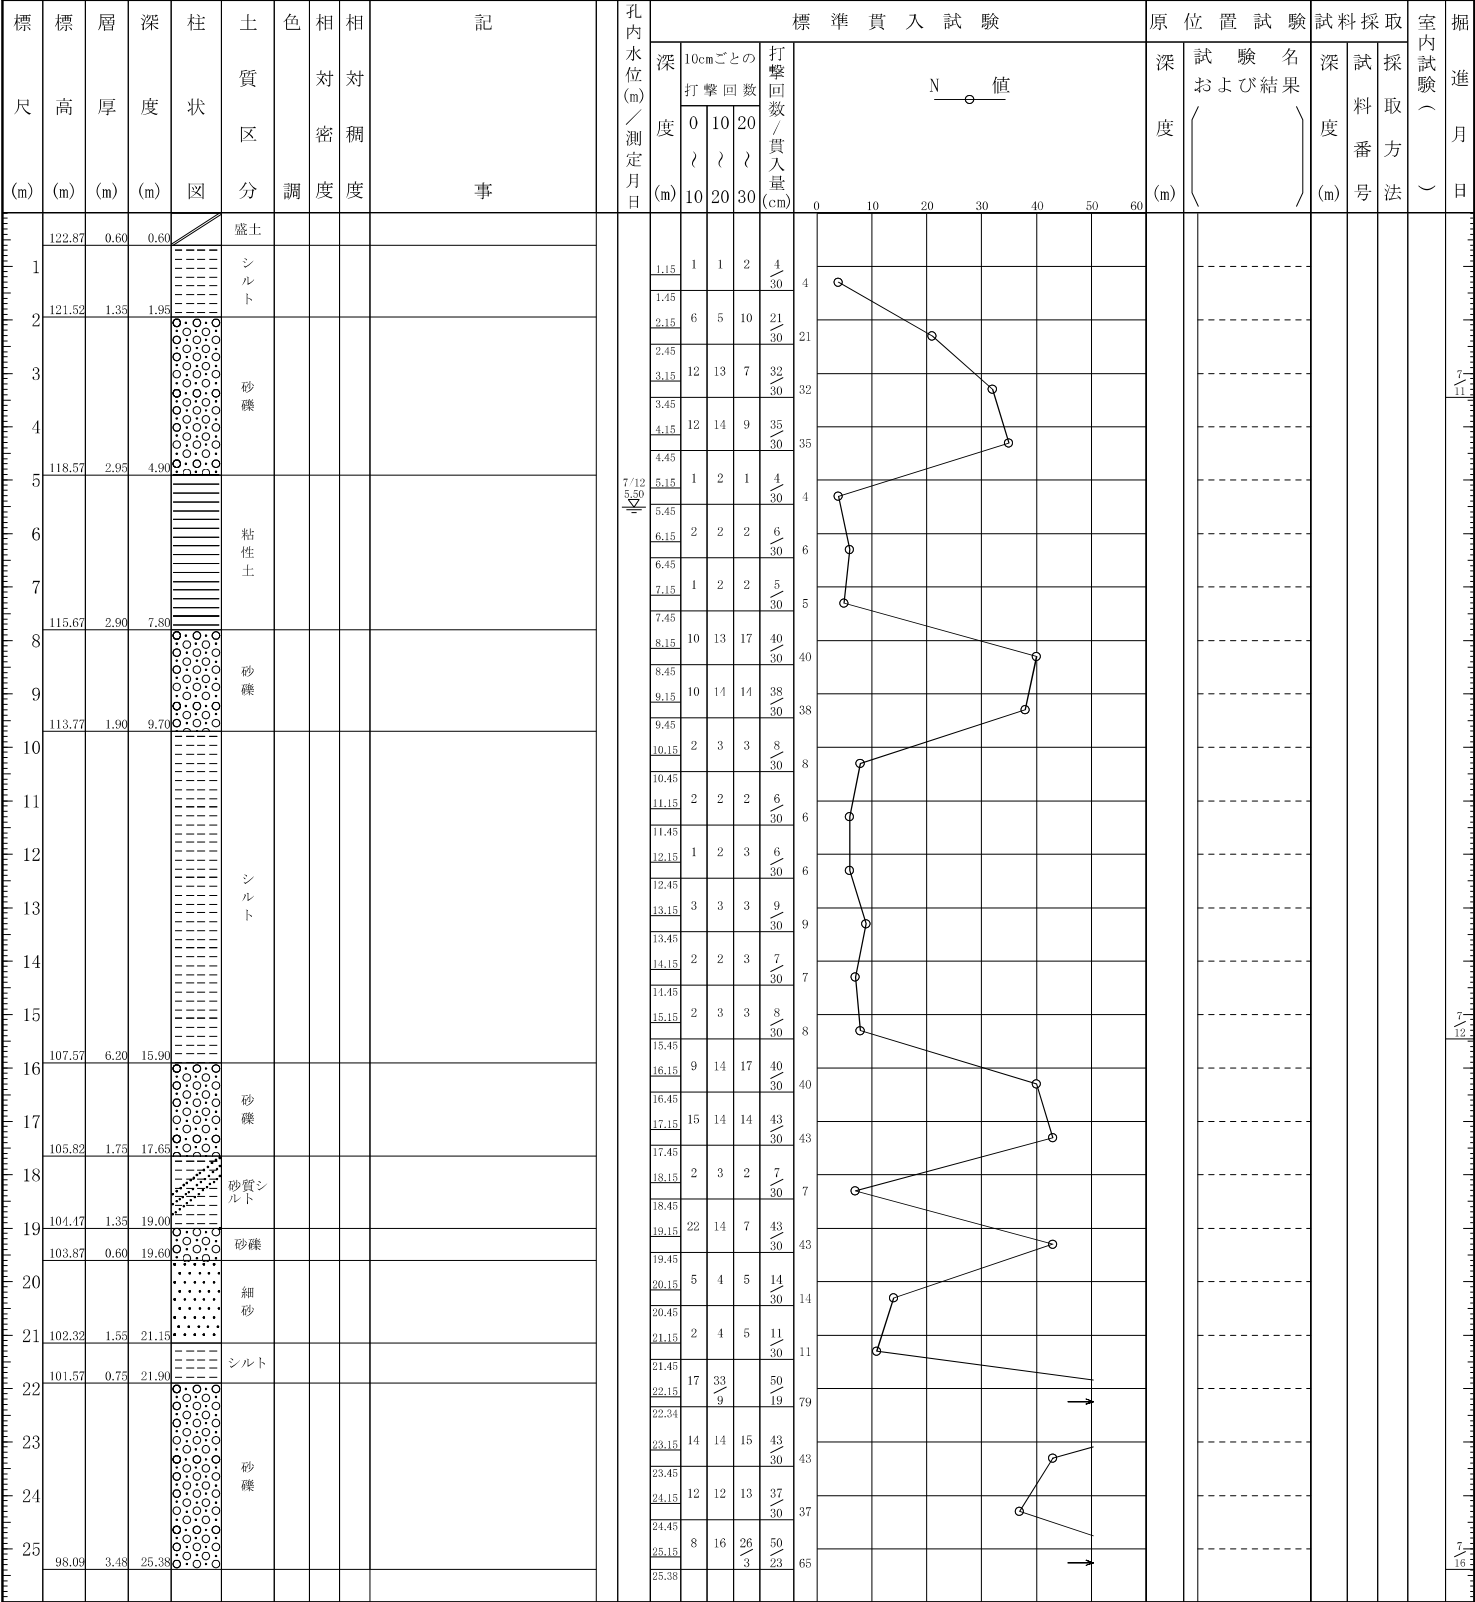 標尺(m) 標高(m) 層厚(m) 深度(m) 柱状図 土質区分 色調 相対密度 相対稠度 記事 孔内水位(m)／測定月日 標準貫入試験 原位置試験 試料採取 室内試験（ ）掘進月日
深度(m) 10cmごとの打撃回数 打撃回数／貫入量(cm) N 値 深度(m) 試験名および結果 深度(m) 試料番号 採取方法
0～10 10～20 20～30
0 10 20 30 40 50 60
122.87 0.60 0.60 盛土
1 シルト 1.15 1 1 2 4/30 4
1.45
121.52 1.35 1.95
2 2.15 6 5 10 21/30 21
2.45
3 砂礫 3.15 12 13 7 32/30 32 7/11
3.45
4 4.15 12 14 9 35/30 35
4.45
118.57 2.95 4.90
5 7/12 5.50 5.15 1 2 1 4/30 4
5.45
6 粘性土 6.15 2 2 2 6/30 6
6.45
7 7.15 1 2 2 5/30 5
7.45
115.67 2.90 7.80
8 砂礫 8.15 10 13 17 40/30 40
8.45
9 9.15 10 14 14 38/30 38
9.45
113.77 1.90 9.70
10 10.15 2 3 3 8/30 8
10.45
11 11.15 2 2 2 6/30 6
11.45
12 シルト 12.15 1 2 3 6/30 6
12.45
13 13.15 3 3 3 9/30 9
13.45
14 14.15 2 2 3 7/30 7
14.45
15 15.15 2 3 3 8/30 8 7/12
15.45
107.57 6.20 15.90
16 砂礫 16.15 9 14 17 40/30 40
16.45
17 17.15 15 14 14 43/30 43
17.45
105.82 1.75 17.65
18 砂質シルト 18.15 2 3 2 7/30 7
18.45
104.47 1.35 19.00
19 砂礫 19.15 22 14 7 43/30 43
19.45
103.87 0.60 19.60
20 細砂 20.15 5 4 5 14/30 14
20.45
21 102.32 1.55 21.15 21.15 2 4 5 11/30 11
21.45
シルト
101.57 0.75 21.90
22 22.15 17 33/9 50/19 79
22.34
23 砂礫 23.15 14 14 15 43/30 43
23.45
24 24.15 12 12 13 37/30 37
24.45
25 25.15 8 16 26/3 50/23 65 7/16
98.09 3.48 25.38
25.38